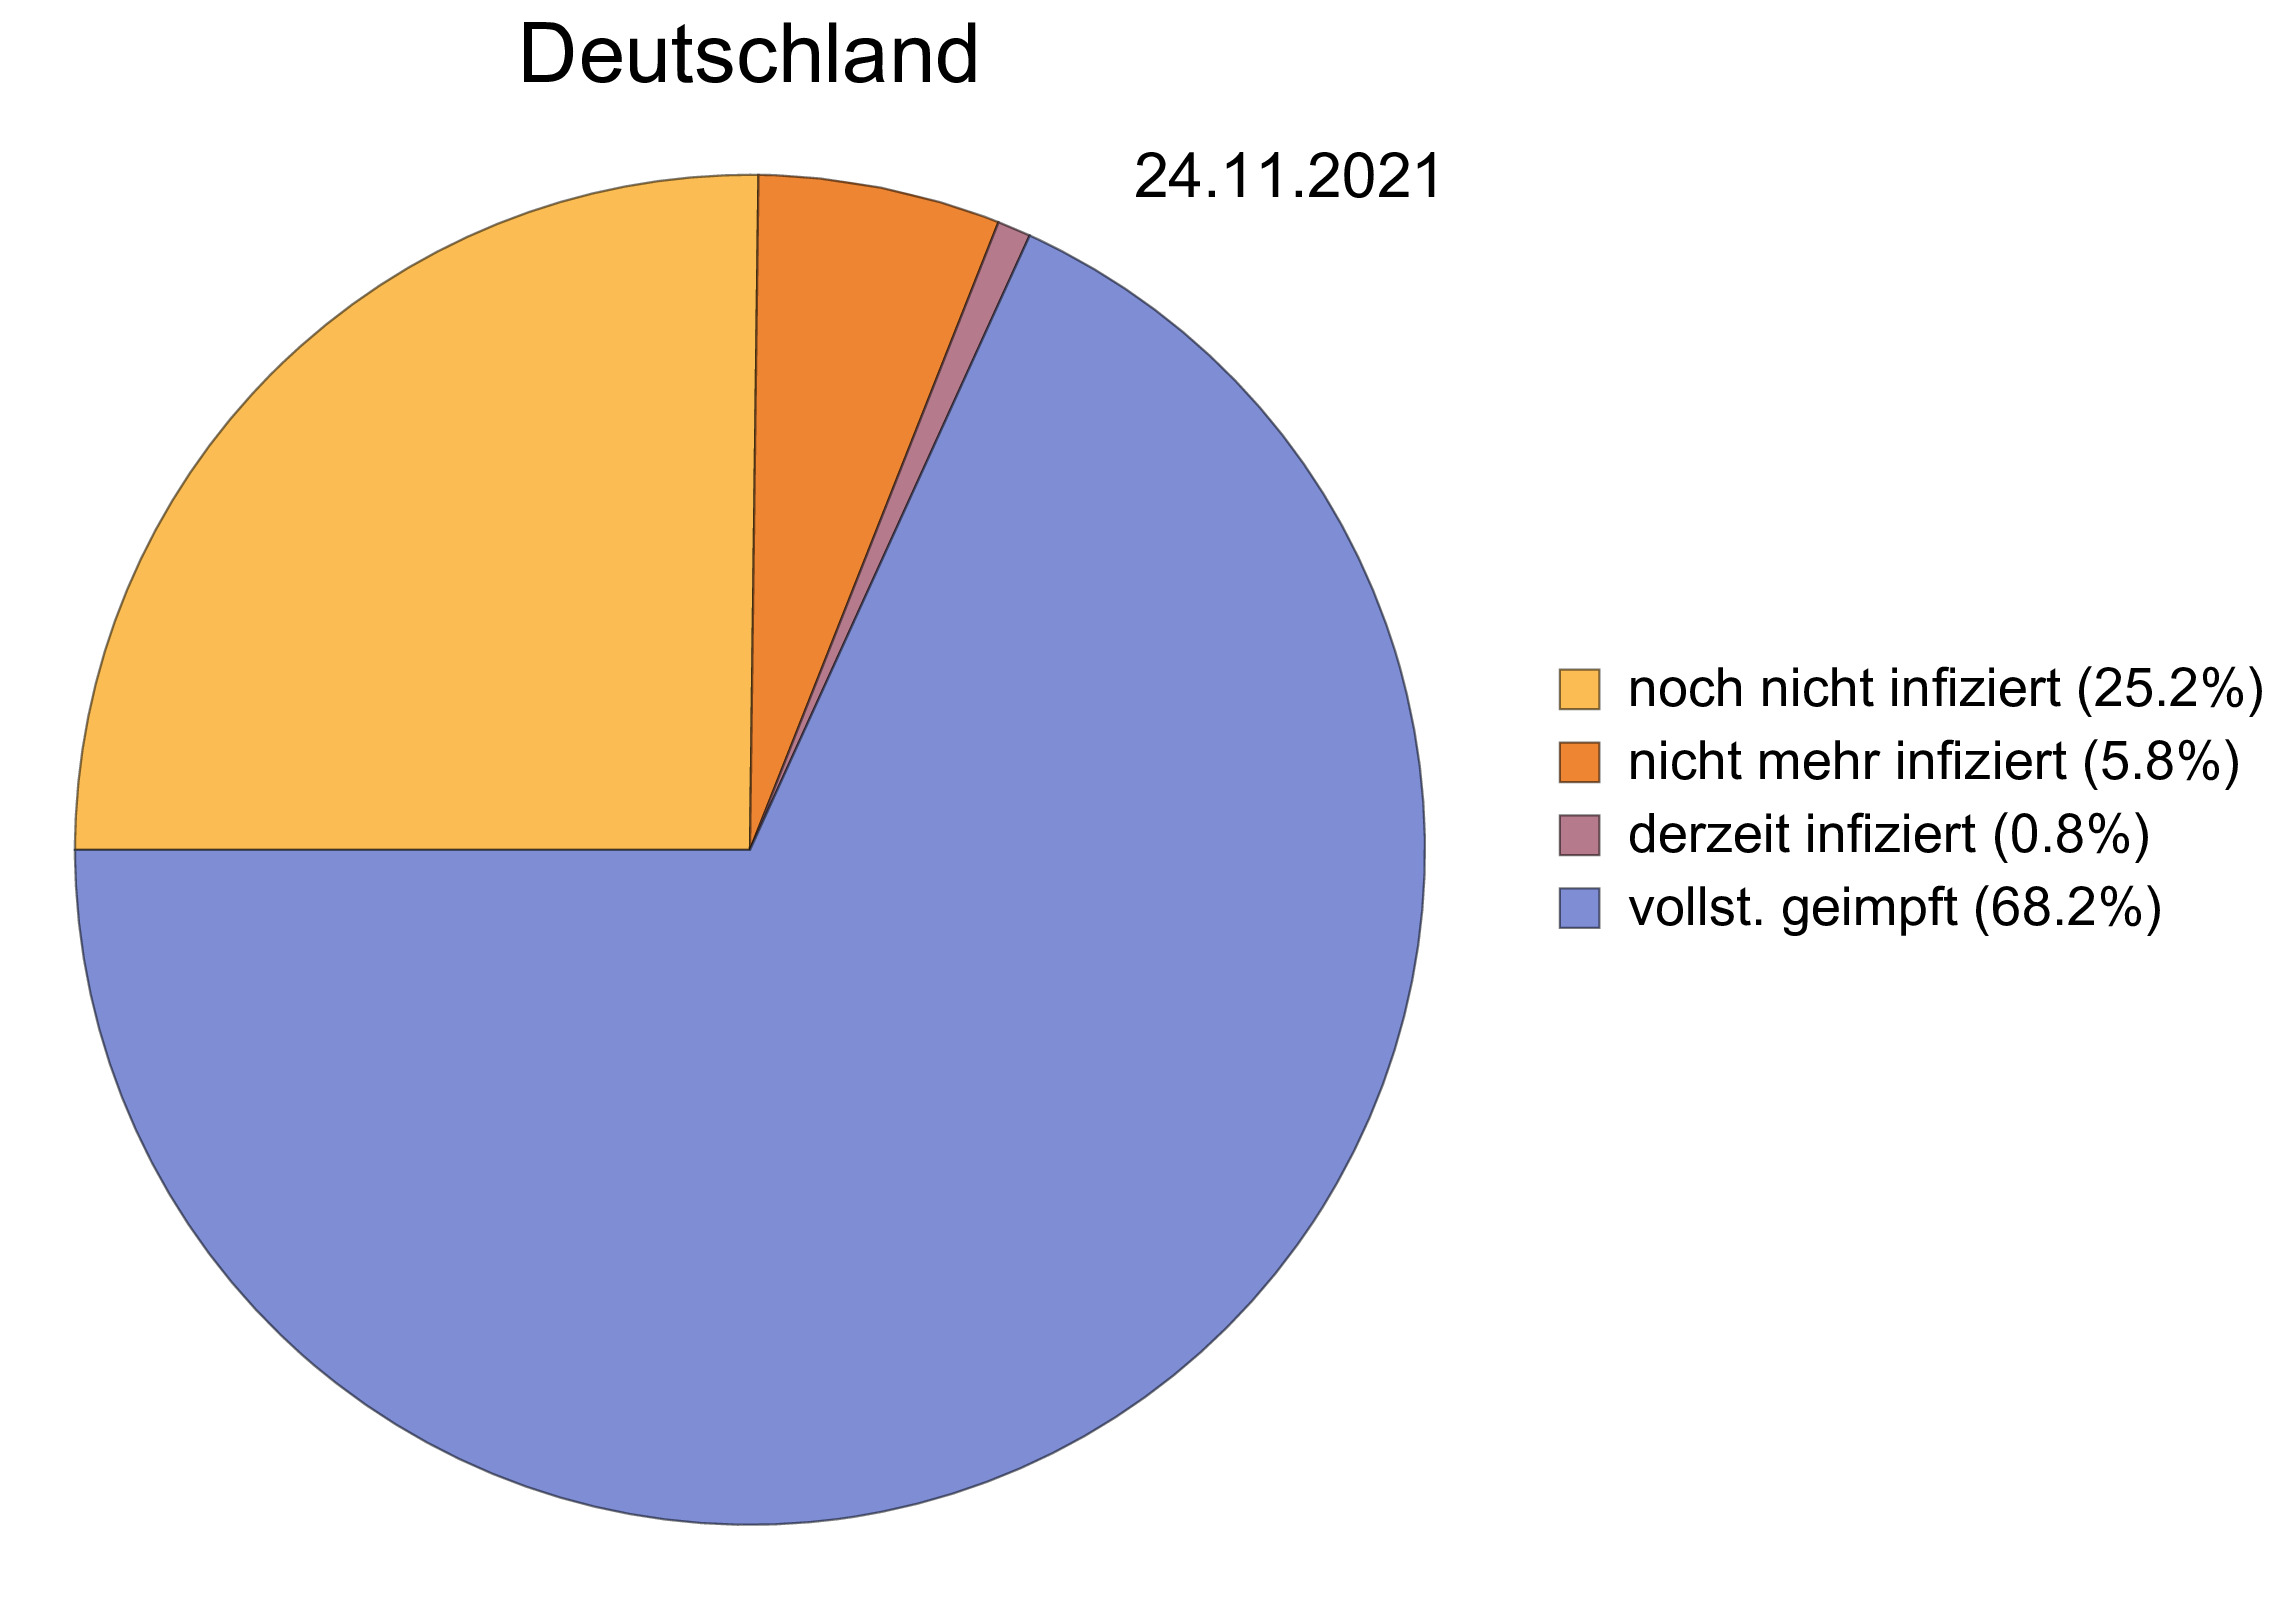 Deutschland
24.11.2021
noch nicht infiziert (25.2%)
nicht mehr infiziert (5.8%)
derzeit infiziert (0.8%)
vollst. geimpft (68.2%)